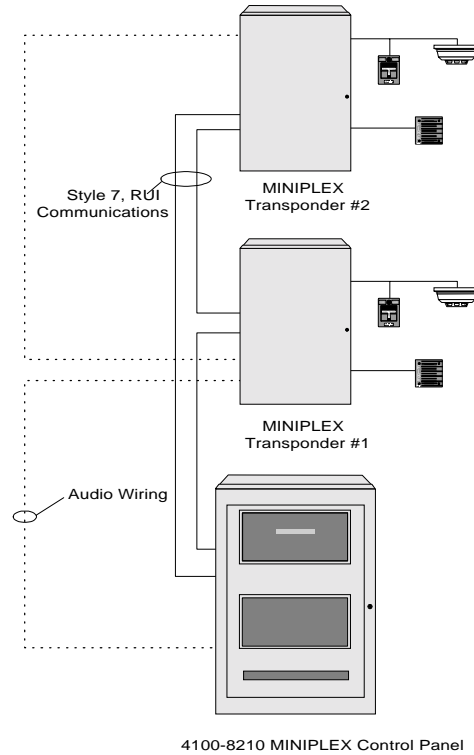 Style 7, RUI
Communications
MINIPLEX
Transponder #2
MINIPLEX
Transponder #1
Audio Wiring
4100-8210 MINIPLEX Control Panel